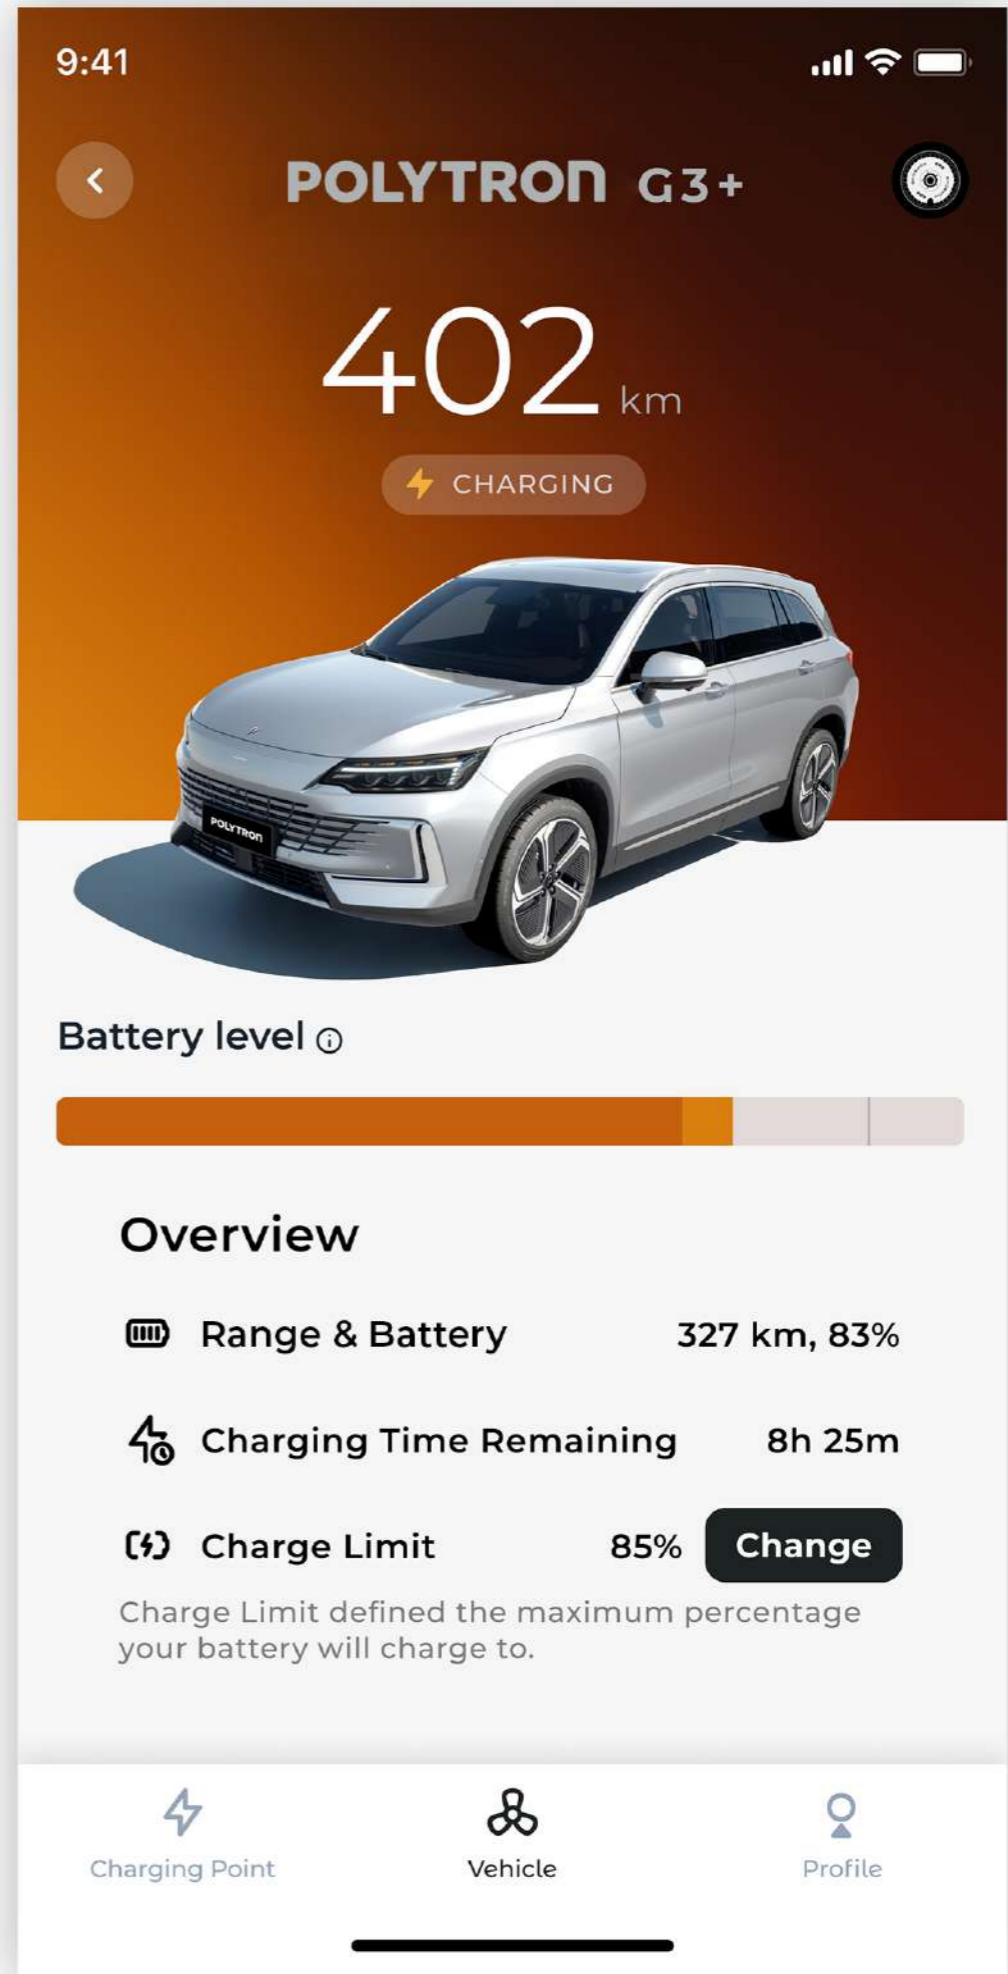 9:41
POLYTRON G3+
402 km
CHARGING
POLYTRON
Battery level
Overview
Range & Battery 327 km, 83%
Charging Time Remaining 8h 25m
Charge Limit 85% Change
Charge Limit defined the maximum percentage
your battery will charge to.
Charging Point Vehicle Profile